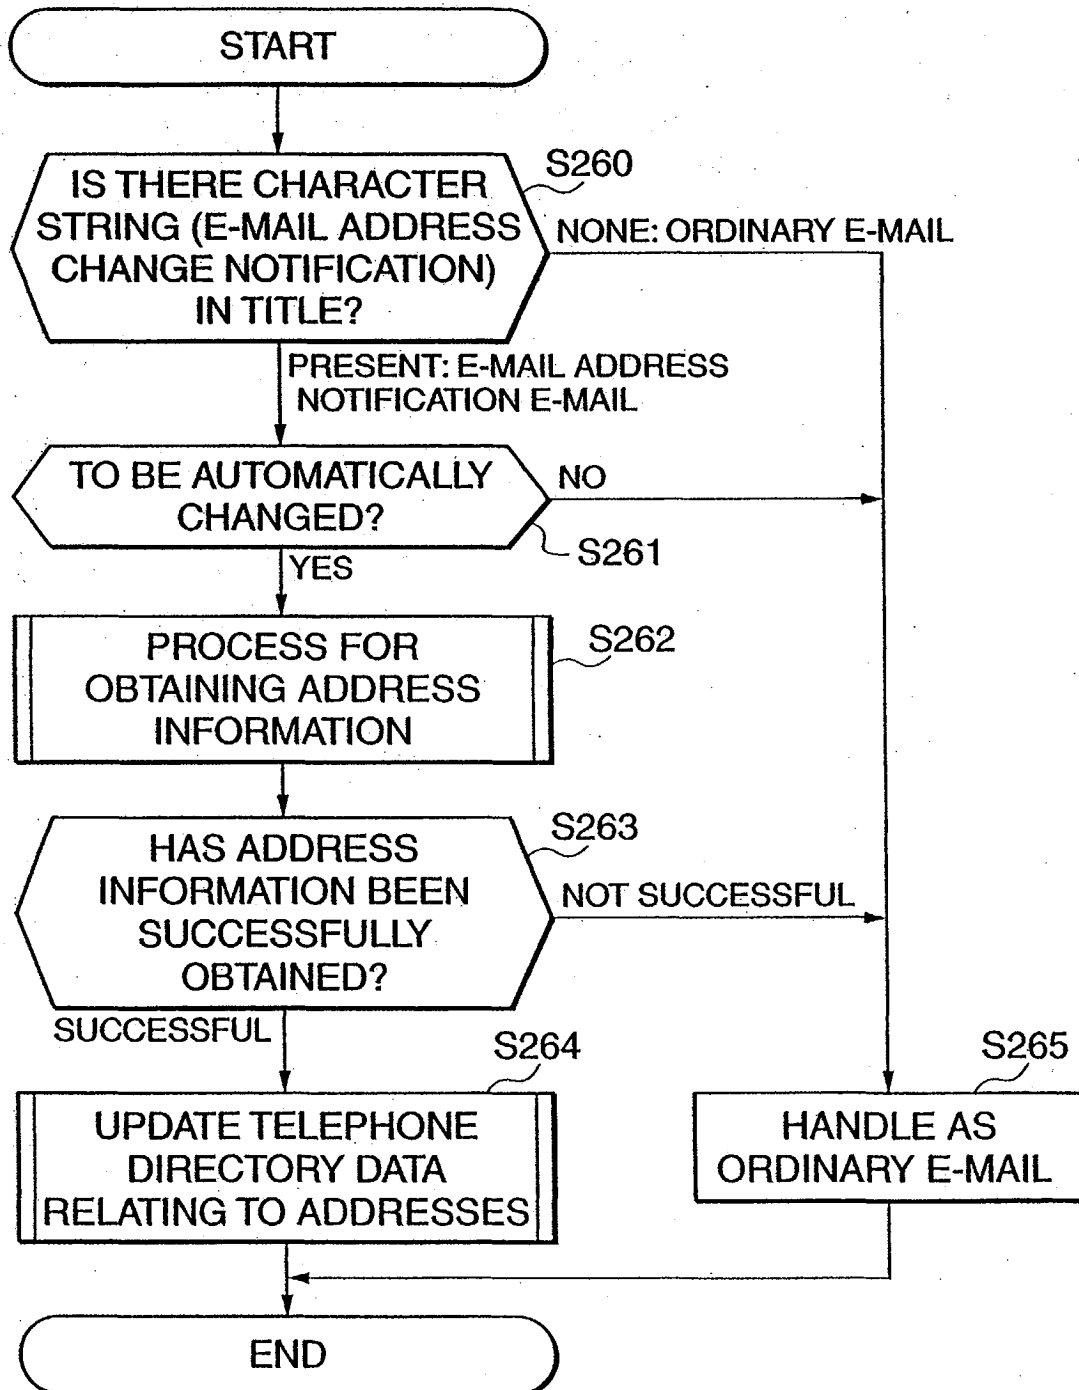 START
S260
IS THERE CHARACTER
STRING (E-MAIL ADDRESS
CHANGE NOTIFICATION)
IN TITLE?
NONE: ORDINARY E-MAIL
PRESENT: E-MAIL ADDRESS
NOTIFICATION E-MAIL
TO BE AUTOMATICALLY
CHANGED?
NO
S261
YES
S262
PROCESS FOR
OBTAINING ADDRESS
INFORMATION
S263
HAS ADDRESS
INFORMATION BEEN
SUCCESSFULLY
OBTAINED?
NOT SUCCESSFUL
SUCCESSFUL
S264
UPDATE TELEPHONE
DIRECTORY DATA
RELATING TO ADDRESSES
S265
HANDLE AS
ORDINARY E-MAIL
END